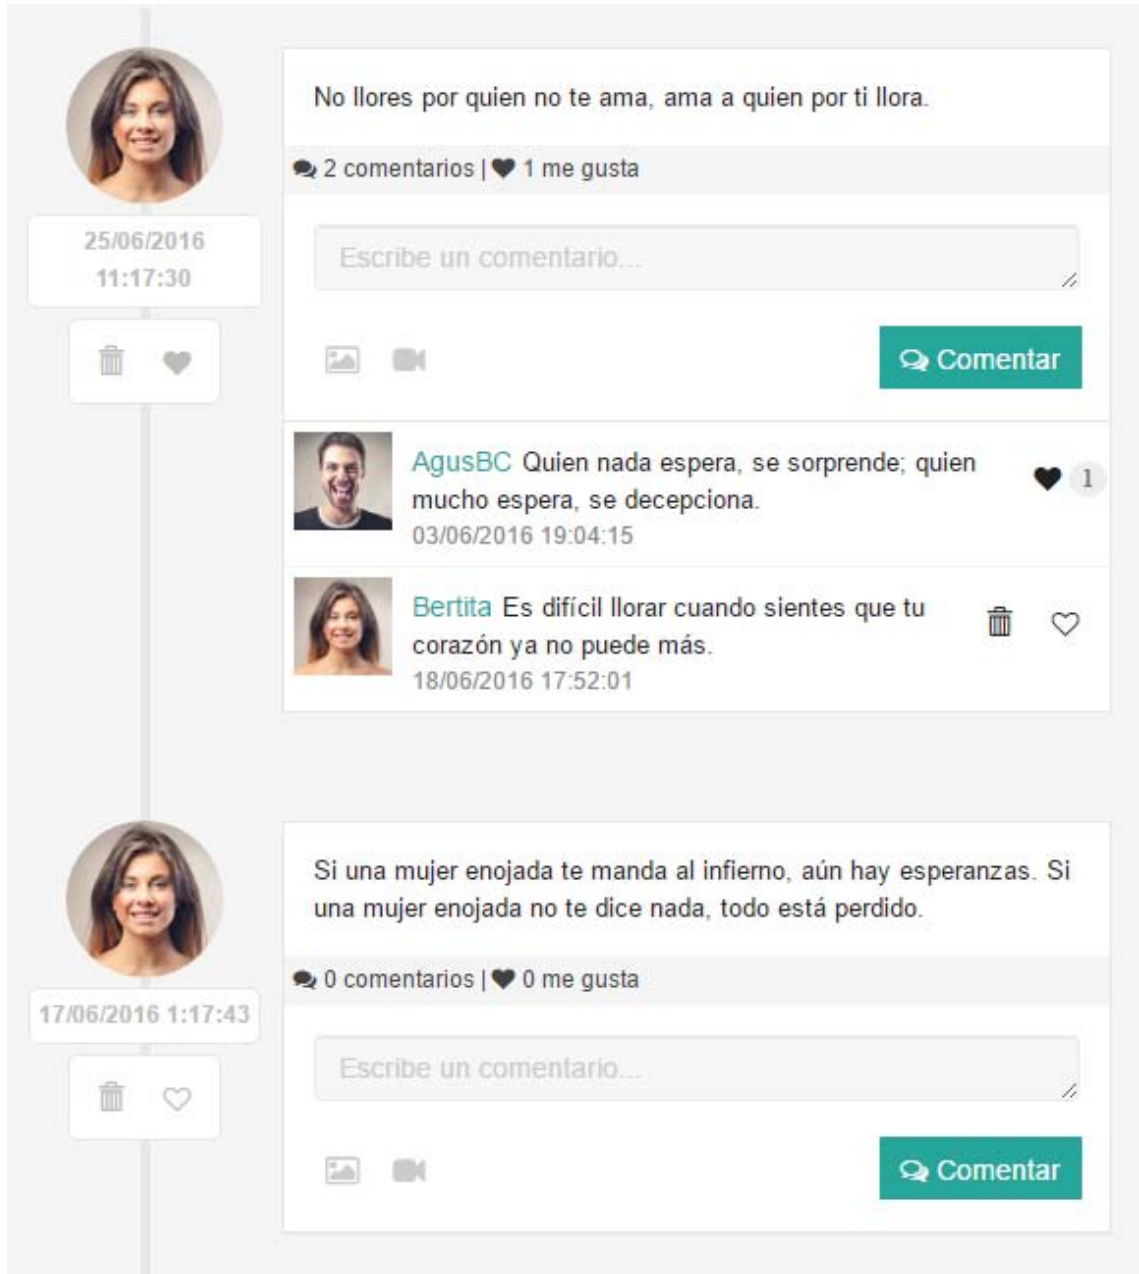 No llores por quien no te ama, ama a quien por ti llora.
2 comentarios | 1 me gusta
25/06/2016
11:17:30
Escribe un comentario...
Comentar
AgusBC Quien nada espera, se sorprende; quien
mucho espera, se decepciona.
03/06/2016 19:04:15
1
Bertita Es difícil llorar cuando sientes que tu
corazón ya no puede más.
18/06/2016 17:52:01
Si una mujer enojada te manda al infierno, aún hay esperanzas. Si
una mujer enojada no te dice nada, todo está perdido.
0 comentarios | 0 me gusta
17/06/2016 1:17:43
Escribe un comentario...
Comentar